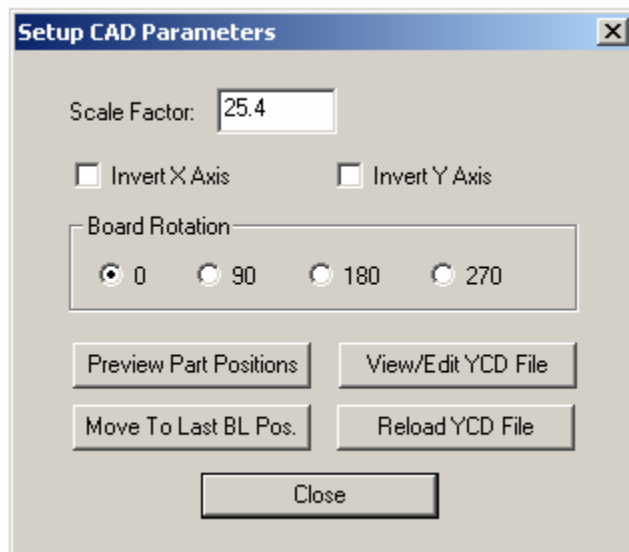 Setup CAD Parameters
Scale Factor: 25.4
Invert X Axis Invert Y Axis
Board Rotation
0 90 180 270
Preview Part Positions View/Edit YCD File
Move To Last BL Pos. Reload YCD File
Close